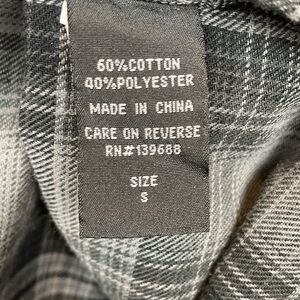 60%COTTON
40%POLYESTER
MADE IN CHINA
CARE ON REVERSE
RN#139688
SIZE
S